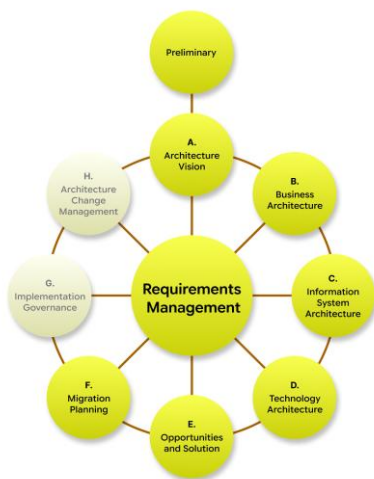 Preliminary
A.
Architecture
Vision
B.
Business
Architecture
C.
Information
System
Architecture
D.
Technology
Architecture
E.
Opportunities
and Solution
F.
Migration
Planning
G.
Implementation
Governance
H.
Architecture
Change
Management
Requirements
Management